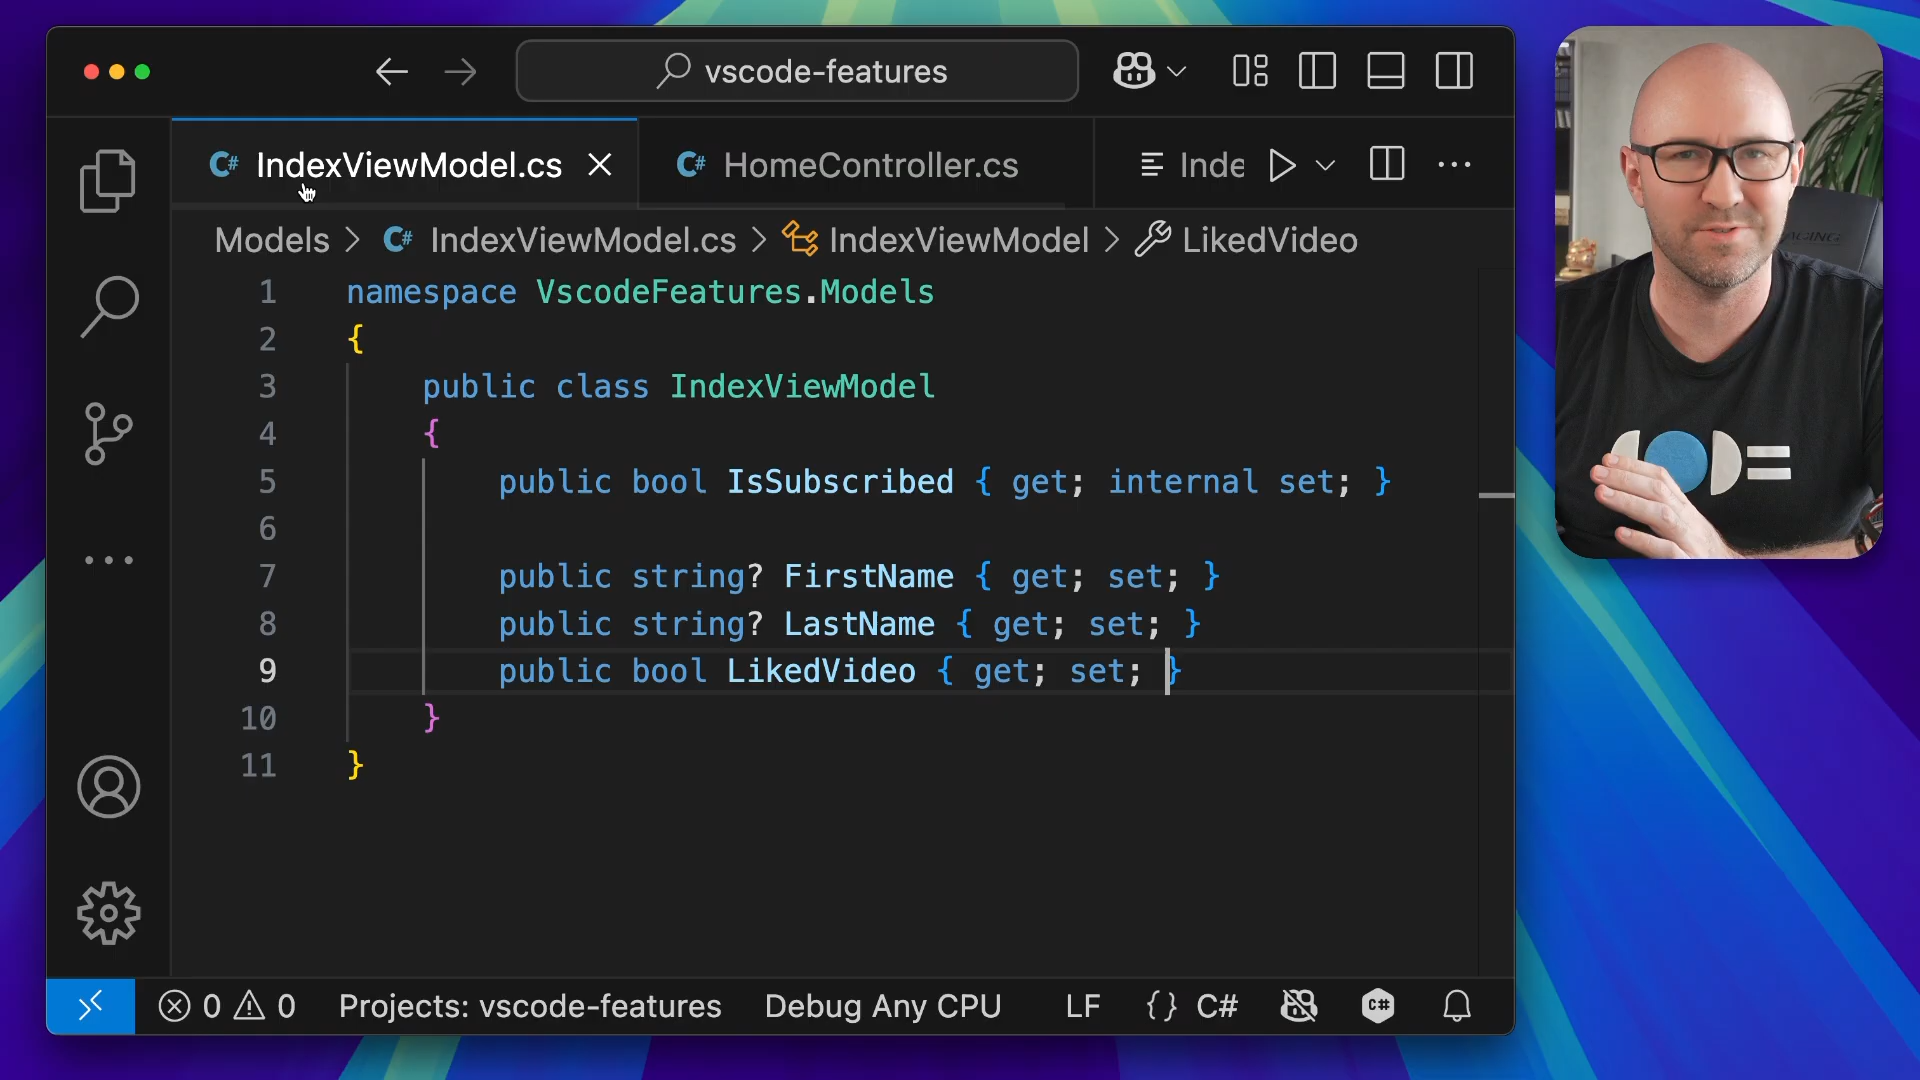 vscode-features
C# IndexViewModel.cs
C# HomeController.cs
Inde
Models > C# IndexViewModel.cs > IndexViewModel > LikedVideo
1 namespace VscodeFeatures.Models
2 {
3 public class IndexViewModel
4 {
5 public bool IsSubscribed { get; internal set; }
6
7 public string? FirstName { get; set; }
8 public string? LastName { get; set; }
9 public bool LikedVideo { get; set; }
10 }
11 }
0 0 Projects: vscode-features Debug Any CPU LF {} C# C#